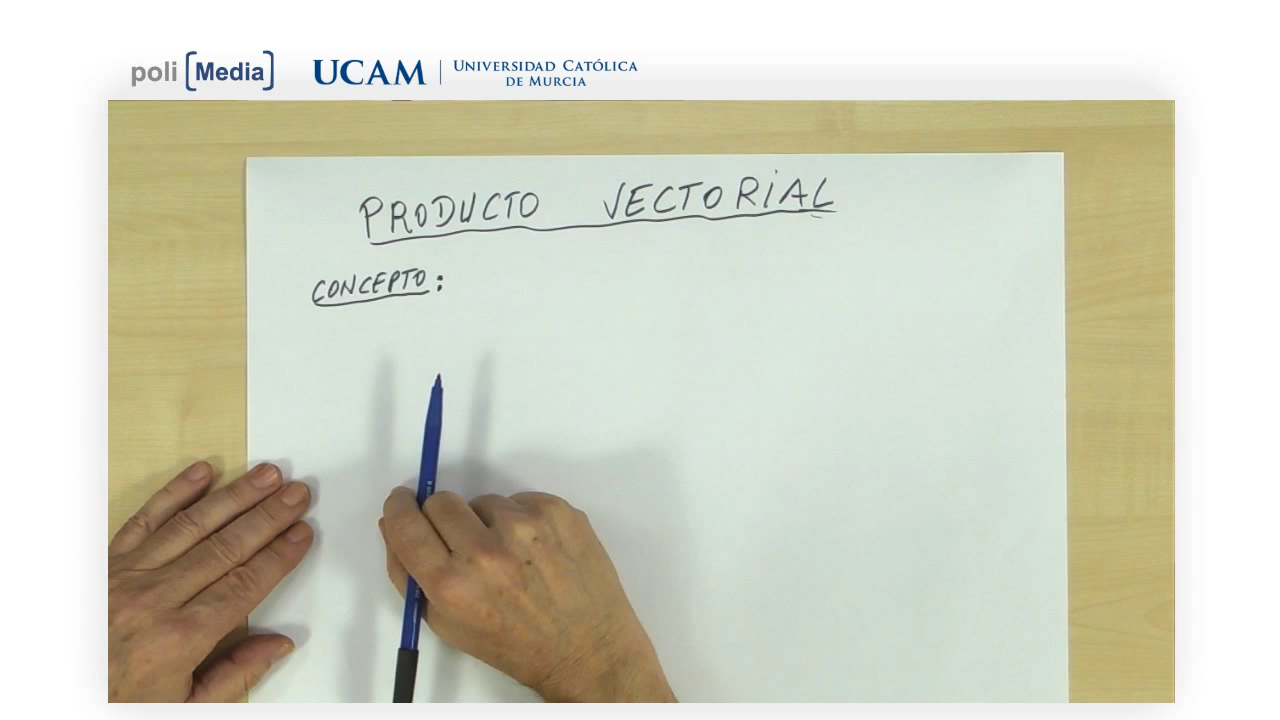 poli [Media]
UCAM
UNIVERSIDAD CATÓLICA
DE MURCIA
PRODUCTO VECTORIAL
CONCEPTO: